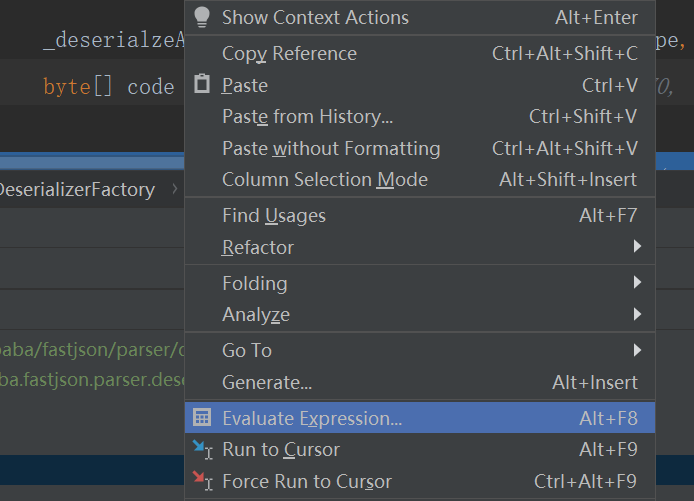 Show Context Actions Alt+Enter
_deserialzeA
Copy Reference Ctrl+Alt+Shift+C
byte[] code
Paste Ctrl+V
Paste from History... Ctrl+Shift+V
Paste without Formatting Ctrl+Alt+Shift+V
Column Selection Mode Alt+Shift+Insert
DeserializerFactory
Find Usages Alt+F7
Refactor
Folding
Analyze
Go To
aba/fastjson/parser/d
Generate... Alt+Insert
ba.fastjson.parser.dese
Evaluate Expression... Alt+F8
Run to Cursor Alt+F9
Force Run to Cursor Ctrl+Alt+F9